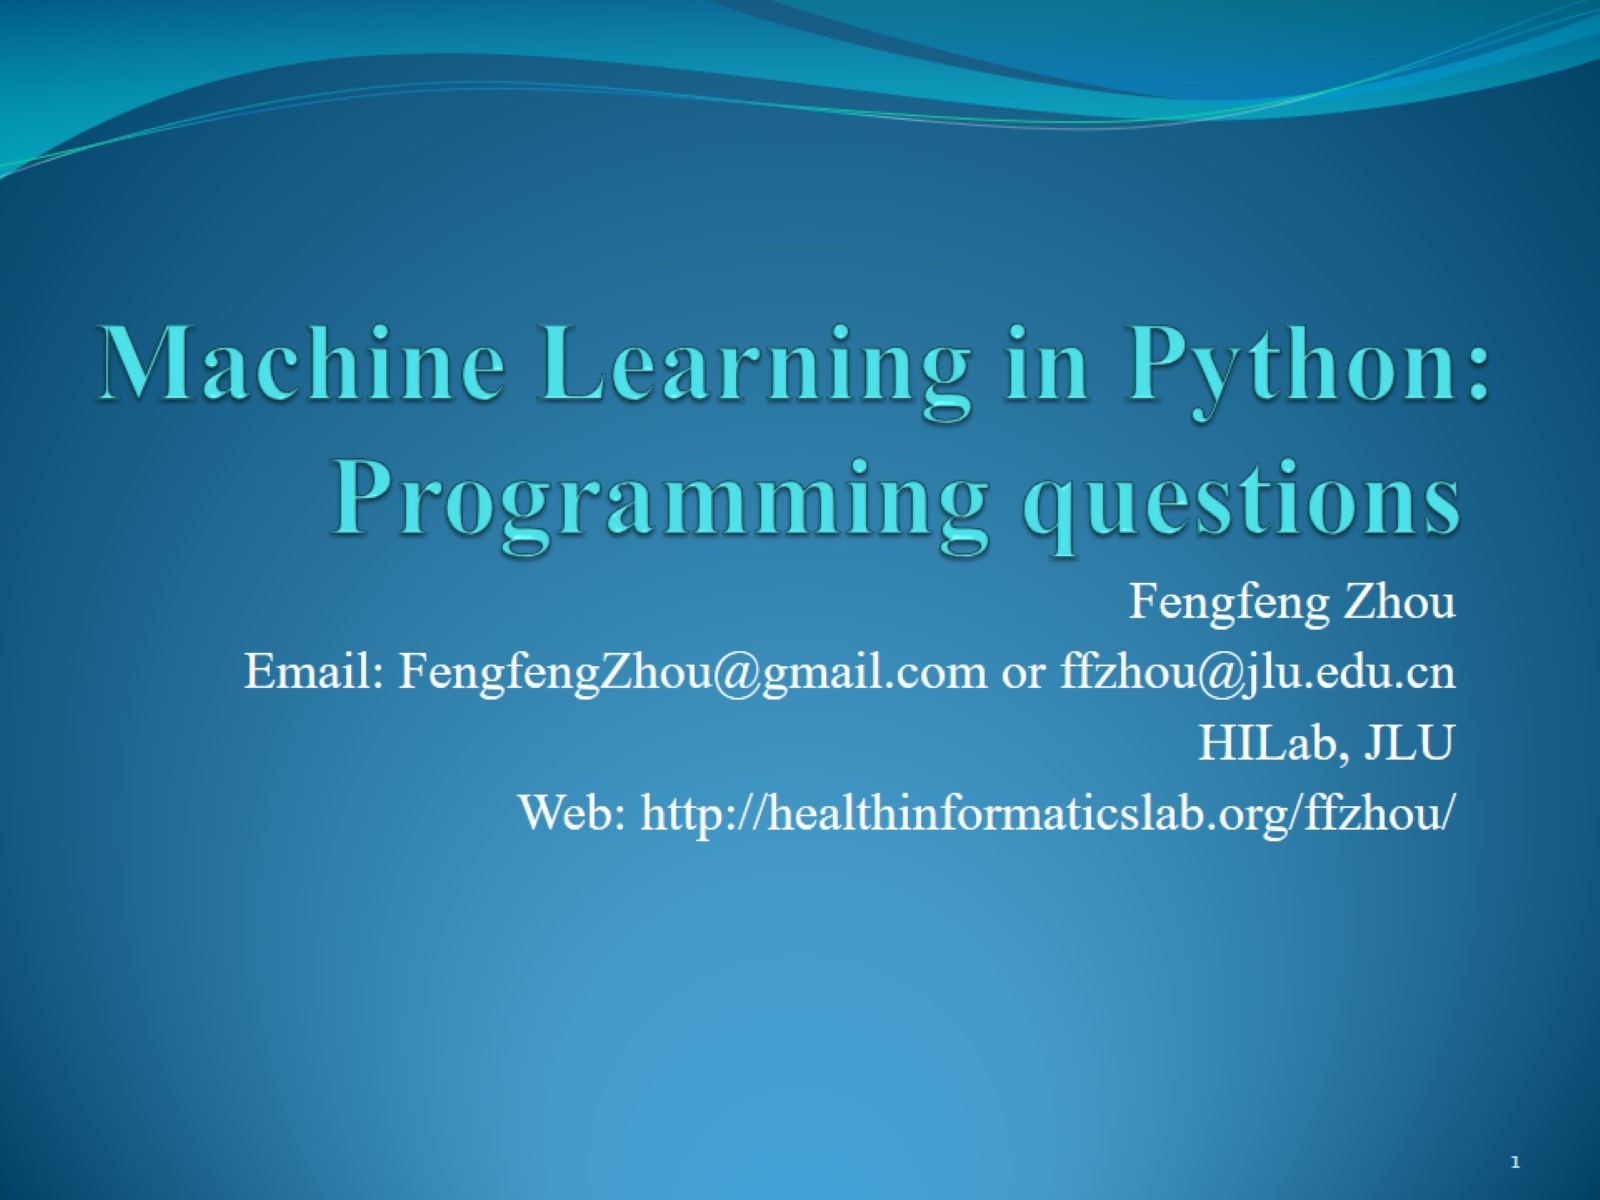 Machine Learning in Python:
Programming questions
Fengfeng Zhou
Email: FengfengZhou@gmail.com or ffzhou@jlu.edu.cn
HILab, JLU
Web: http://healthinformaticslab.org/ffzhou/
1